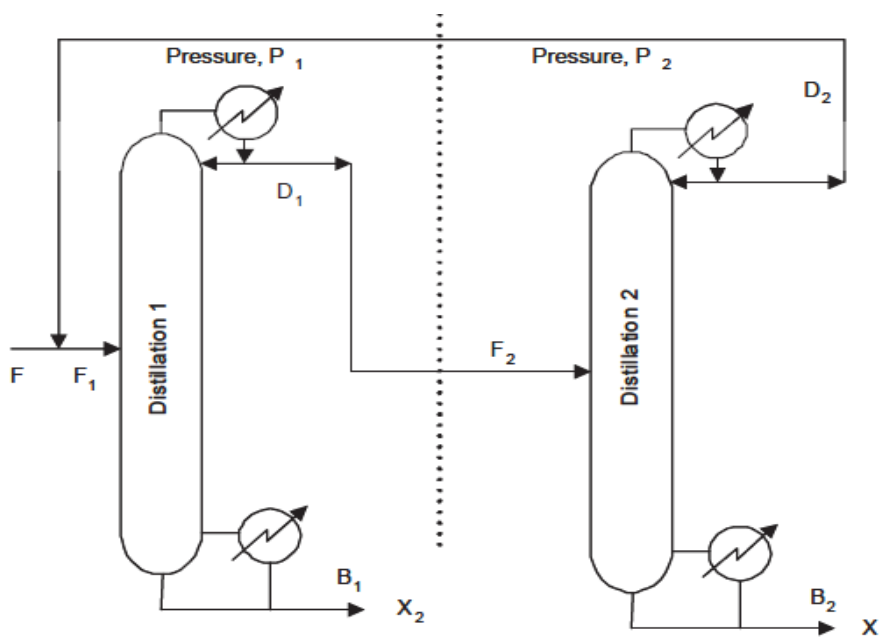 Pressure, P 1
Pressure, P 2
D2
D1
Distillation 1
Distillation 2
F
F1
F2
B1
X2
B2
X